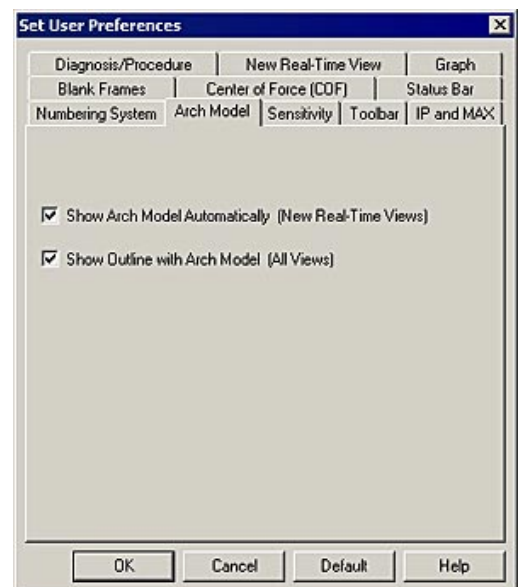 Set User Preferences
Diagnosis/Procedure New Real-Time View Graph
Blank Frames Center of Force (COF) Status Bar
Numbering System Arch Model Sensitivity Toolbar IP and MAX
Show Arch Model Automatically (New Real-Time Views)
Show Outline with Arch Model (All Views)
OK Cancel Default Help